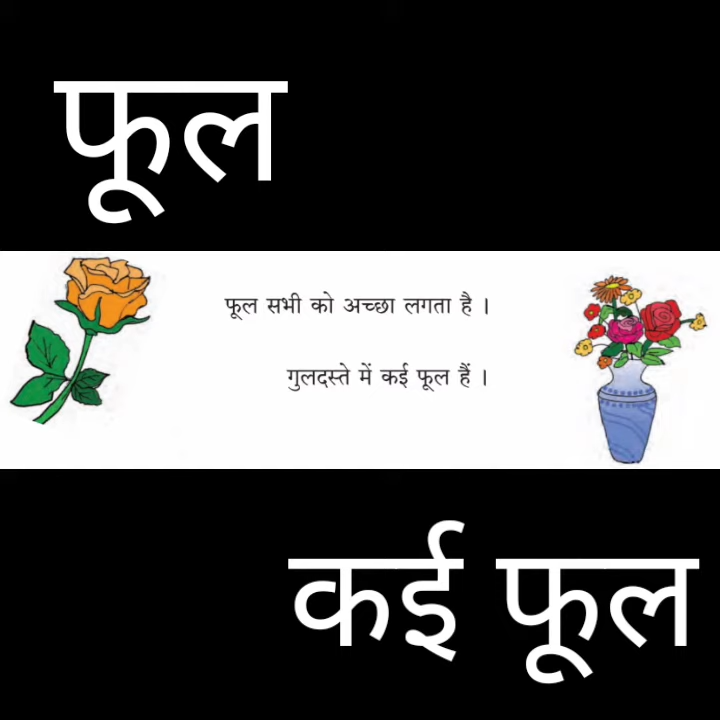 फूल
फूल सभी को अच्छा लगता है ।
गुलदस्ते में कई फूल हैं ।
कई फूल